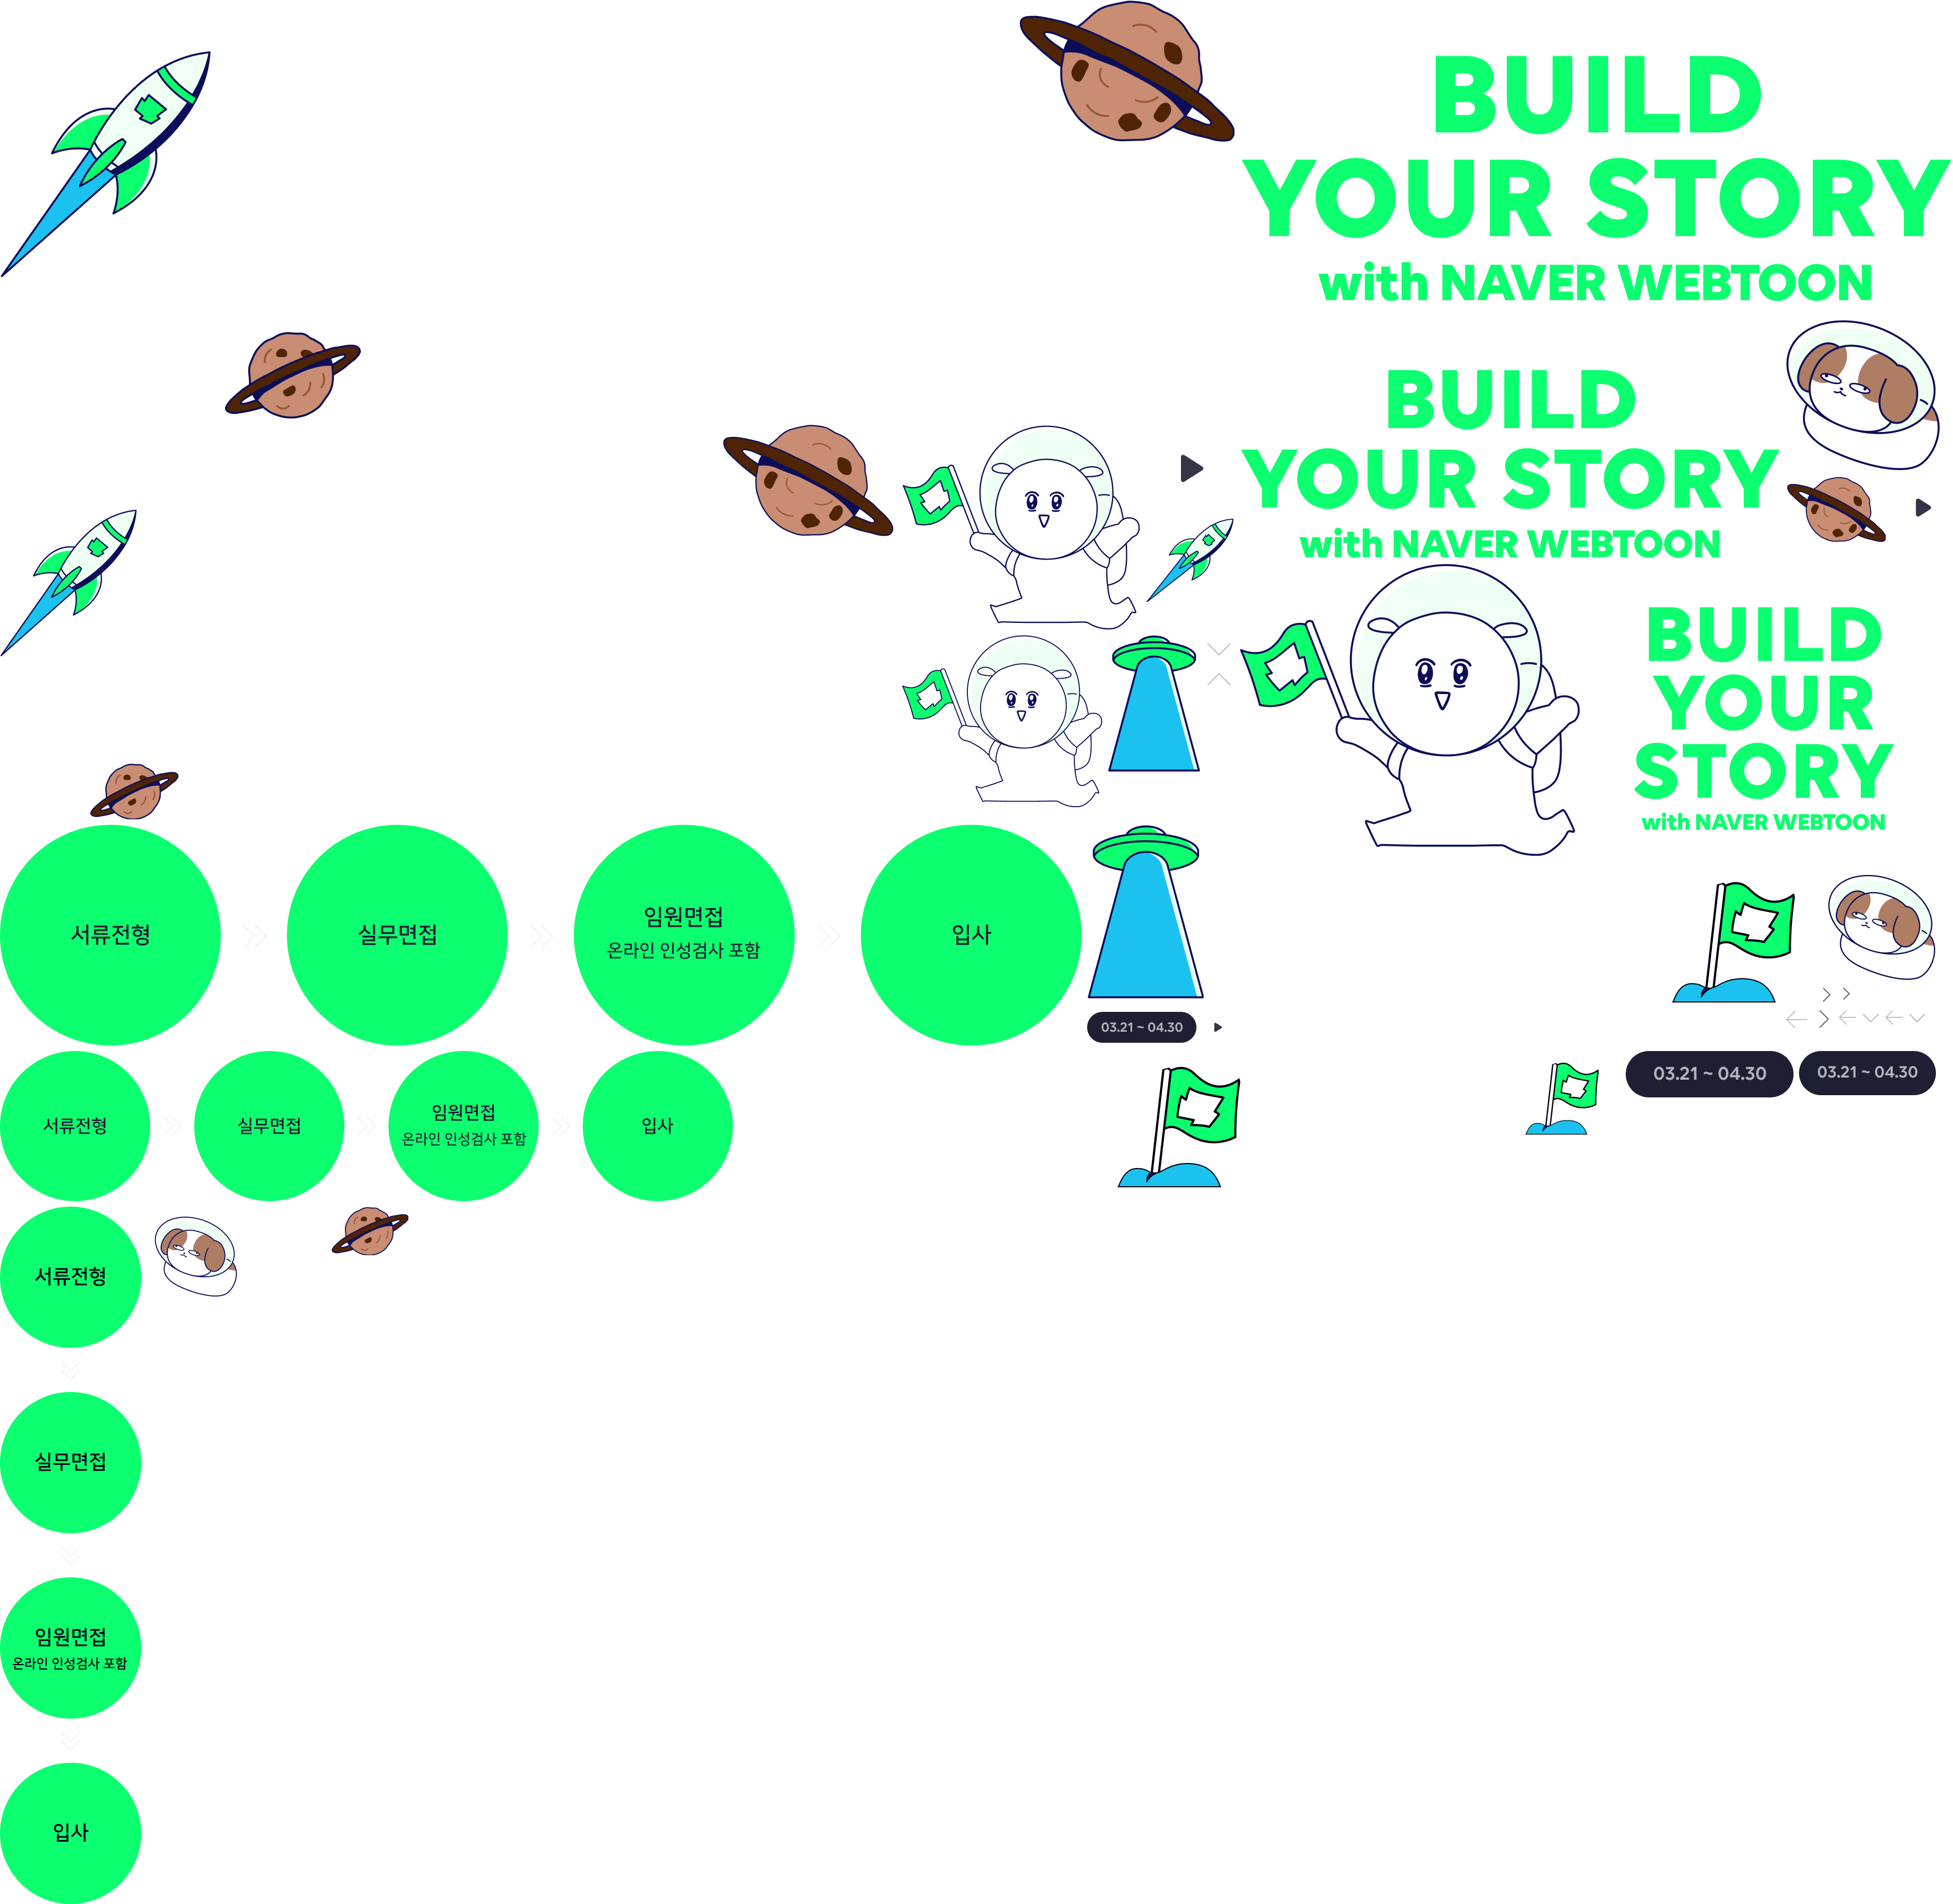 BUILD
YOUR STORY
with NAVER WEBTOON
BUILD
YOUR STORY
with NAVER WEBTOON
BUILD
YOUR
STORY
with NAVER WEBTOON
서류전형
실무면접
임원면접
온라인 인성검사 포함
입사
03.21 ~ 04.30
03.21 ~ 04.30
03.21 ~ 04.30
서류전형
실무면접
임원면접
온라인 인성검사 포함
입사
서류전형
실무면접
임원면접
온라인 인성검사 포함
입사